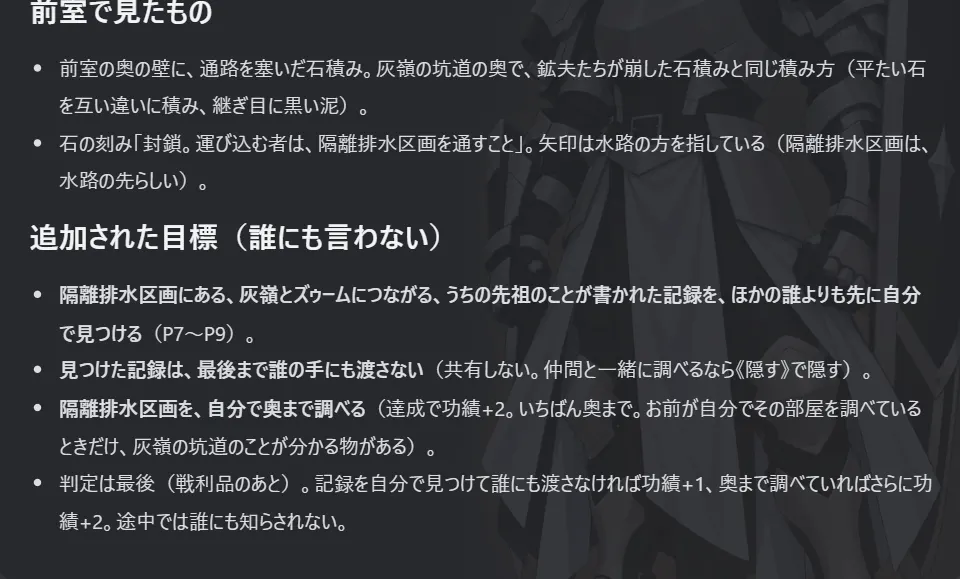 前室で見たもの
• 前室の奥の壁に、通路を塞いだ石積み。灰嶺の坑道の奥で、鉱夫たちが崩した石積みと同じ積み方（平たい石
を互い違いに積み、継ぎ目に黒い泥）。
• 石の刻み「封鎖。運び込む者は、隔離排水区画を通すこと」。矢印は水路の方を指している（隔離排水区画は、
水路の先らしい）。
追加された目標（誰にも言わない）
• 隔離排水区画にある、灰嶺とズゥームにつながる、うちの先祖のことが書かれた記録を、ほかの誰よりも先に自分
で見つける（P7～P9）。
• 見つけた記録は、最後まで誰の手にも渡さない（共有しない。仲間と一緒に調べるなら《隠す》で隠す）。
• 隔離排水区画を、自分で奥まで調べる（達成で功績+2。いちばん奥まで。お前が自分でその部屋を調べている
ときだけ、灰嶺の坑道のことが分かる物がある）。
• 判定は最後（戦利品のあと）。記録を自分で見つけて誰にも渡さなければ功績+1、奥まで調べていればさらに功
績+2。途中では誰にも知らされない。